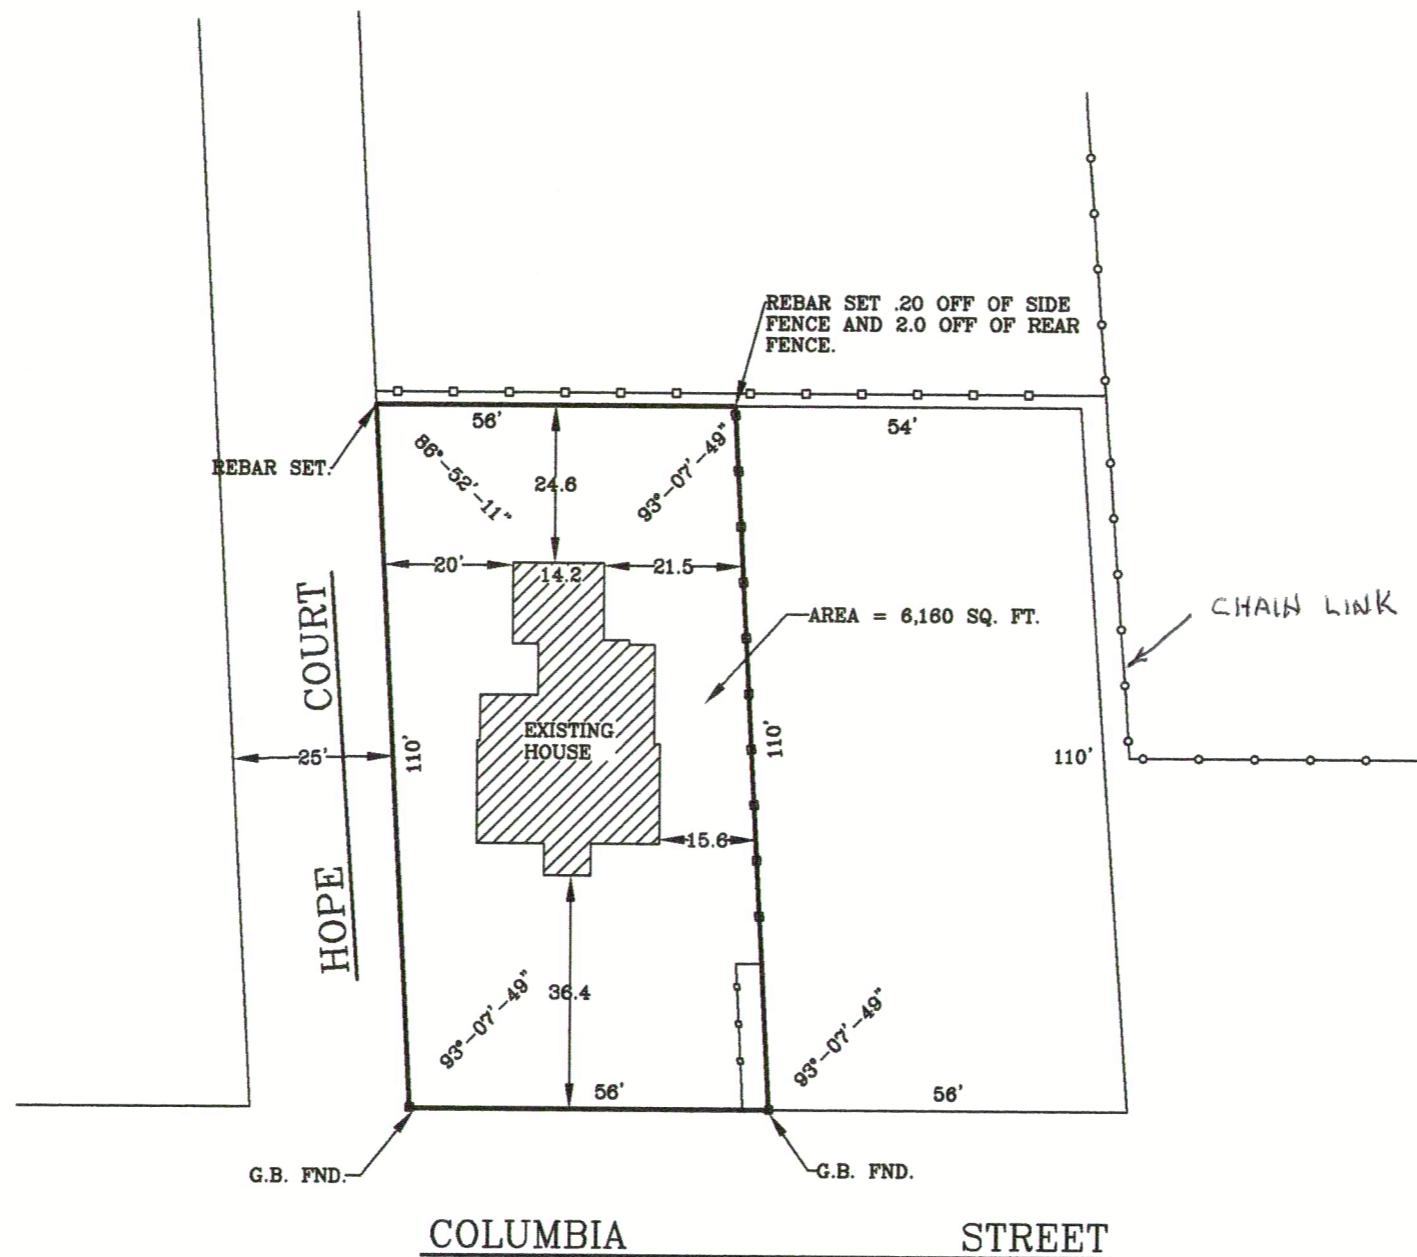 REBAR SET .20 OFF OF SIDE
FENCE AND 2.0 OFF OF REAR
FENCE.
56'
54'
REBAR SET.
86°-52'-11"
24.6
93°-07'-49"
20'
14.2
21.5
COURT
AREA = 6,160 SQ. FT.
CHAIN LINK
EXISTING
HOUSE
25'
110'
110'
110'
15.6
HOPE
36.4
93°-07'-49"
93°-07'-49"
56'
56'
G.B. FND.
G.B. FND.
COLUMBIA STREET